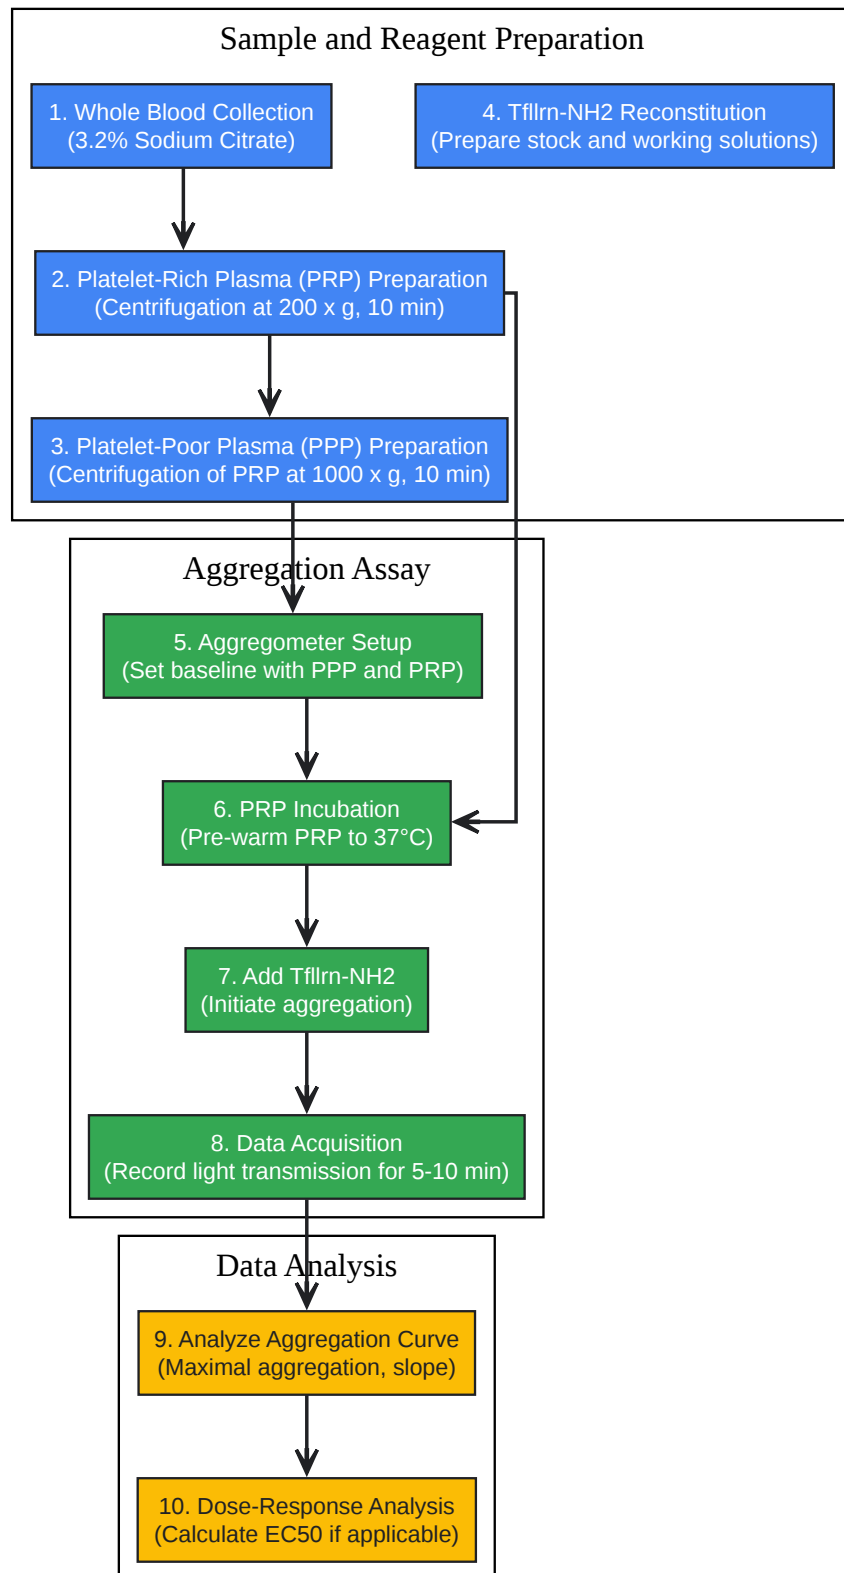 Sample and Reagent Preparation
1. Whole Blood Collection
(3.2% Sodium Citrate)
4. Tfllrn-NH2 Reconstitution
(Prepare stock and working solutions)
2. Platelet-Rich Plasma (PRP) Preparation
(Centrifugation at 200 x g, 10 min)
3. Platelet-Poor Plasma (PPP) Preparation
(Centrifugation of PRP at 1000 x g, 10 min)
Aggregation Assay
5. Aggregometer Setup
(Set baseline with PPP and PRP)
6. PRP Incubation
(Pre-warm PRP to 37°C)
7. Add Tfllrn-NH2
(Initiate aggregation)
8. Data Acquisition
(Record light transmission for 5-10 min)
Data Analysis
9. Analyze Aggregation Curve
(Maximal aggregation, slope)
10. Dose-Response Analysis
(Calculate EC50 if applicable)